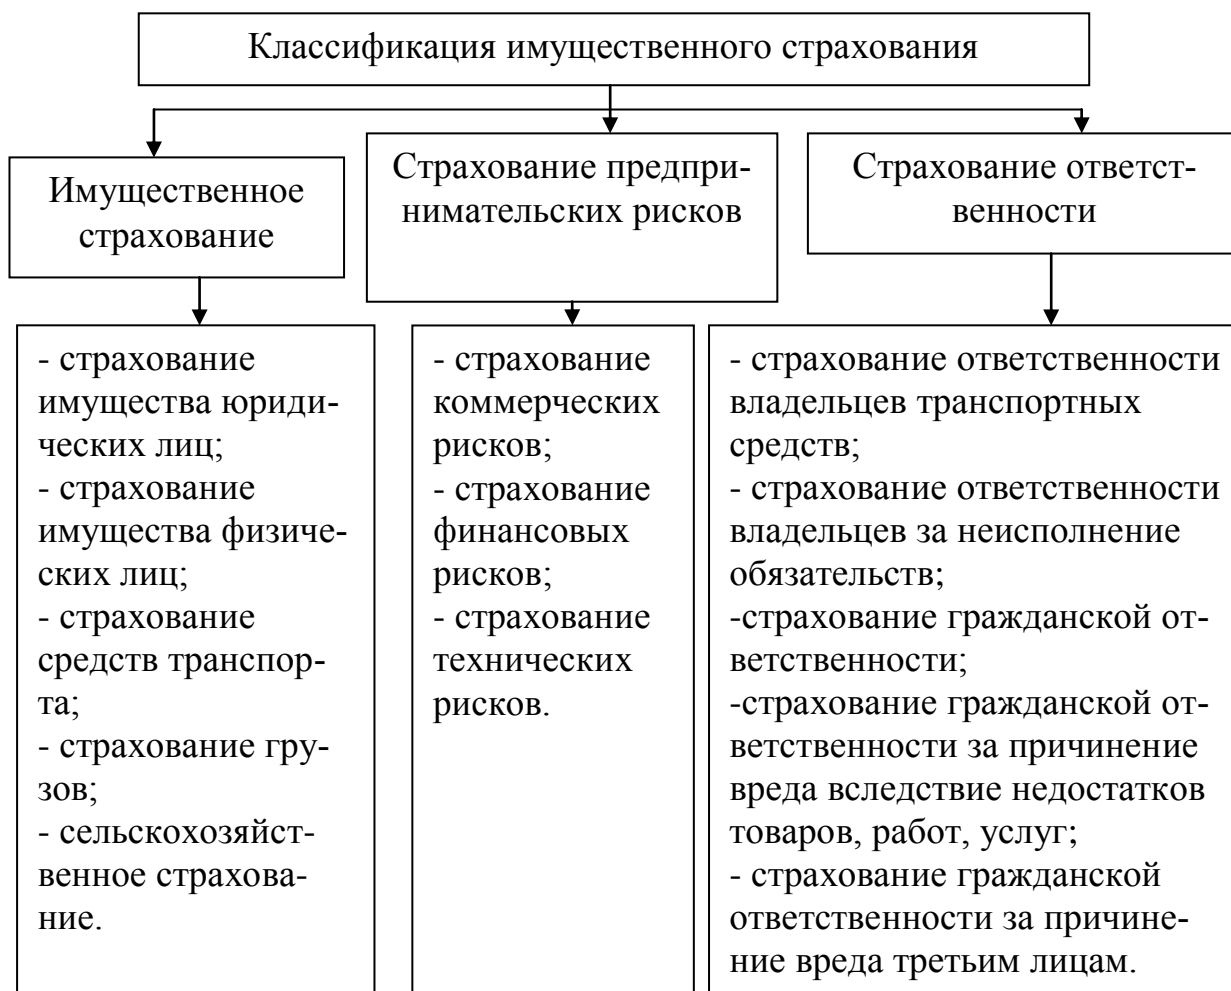 Классификация имущественного страхования
Имущественное
страхование
Страхование предпри-
нимательских рисков
Страхование ответст-
венности
- страхование
имущества юриди-
ческих лиц;
- страхование
имущества физиче-
ских лиц;
- страхование
средств транспор-
та;
- страхование гру-
зов;
- сельскохозяйст-
венное страхова-
ние.
- страхование
коммерческих
рисков;
- страхование
финансовых
рисков;
- страхование
технических
рисков.
- страхование ответственности
владельцев транспортных
средств;
- страхование ответственности
владельцев за неисполнение
обязательств;
-страхование гражданской от-
ветственности;
-страхование гражданской от-
ветственности за причинение
вреда вследствие недостатков
товаров, работ, услуг;
- страхование гражданской
ответственности за причине-
ние вреда третьим лицам.